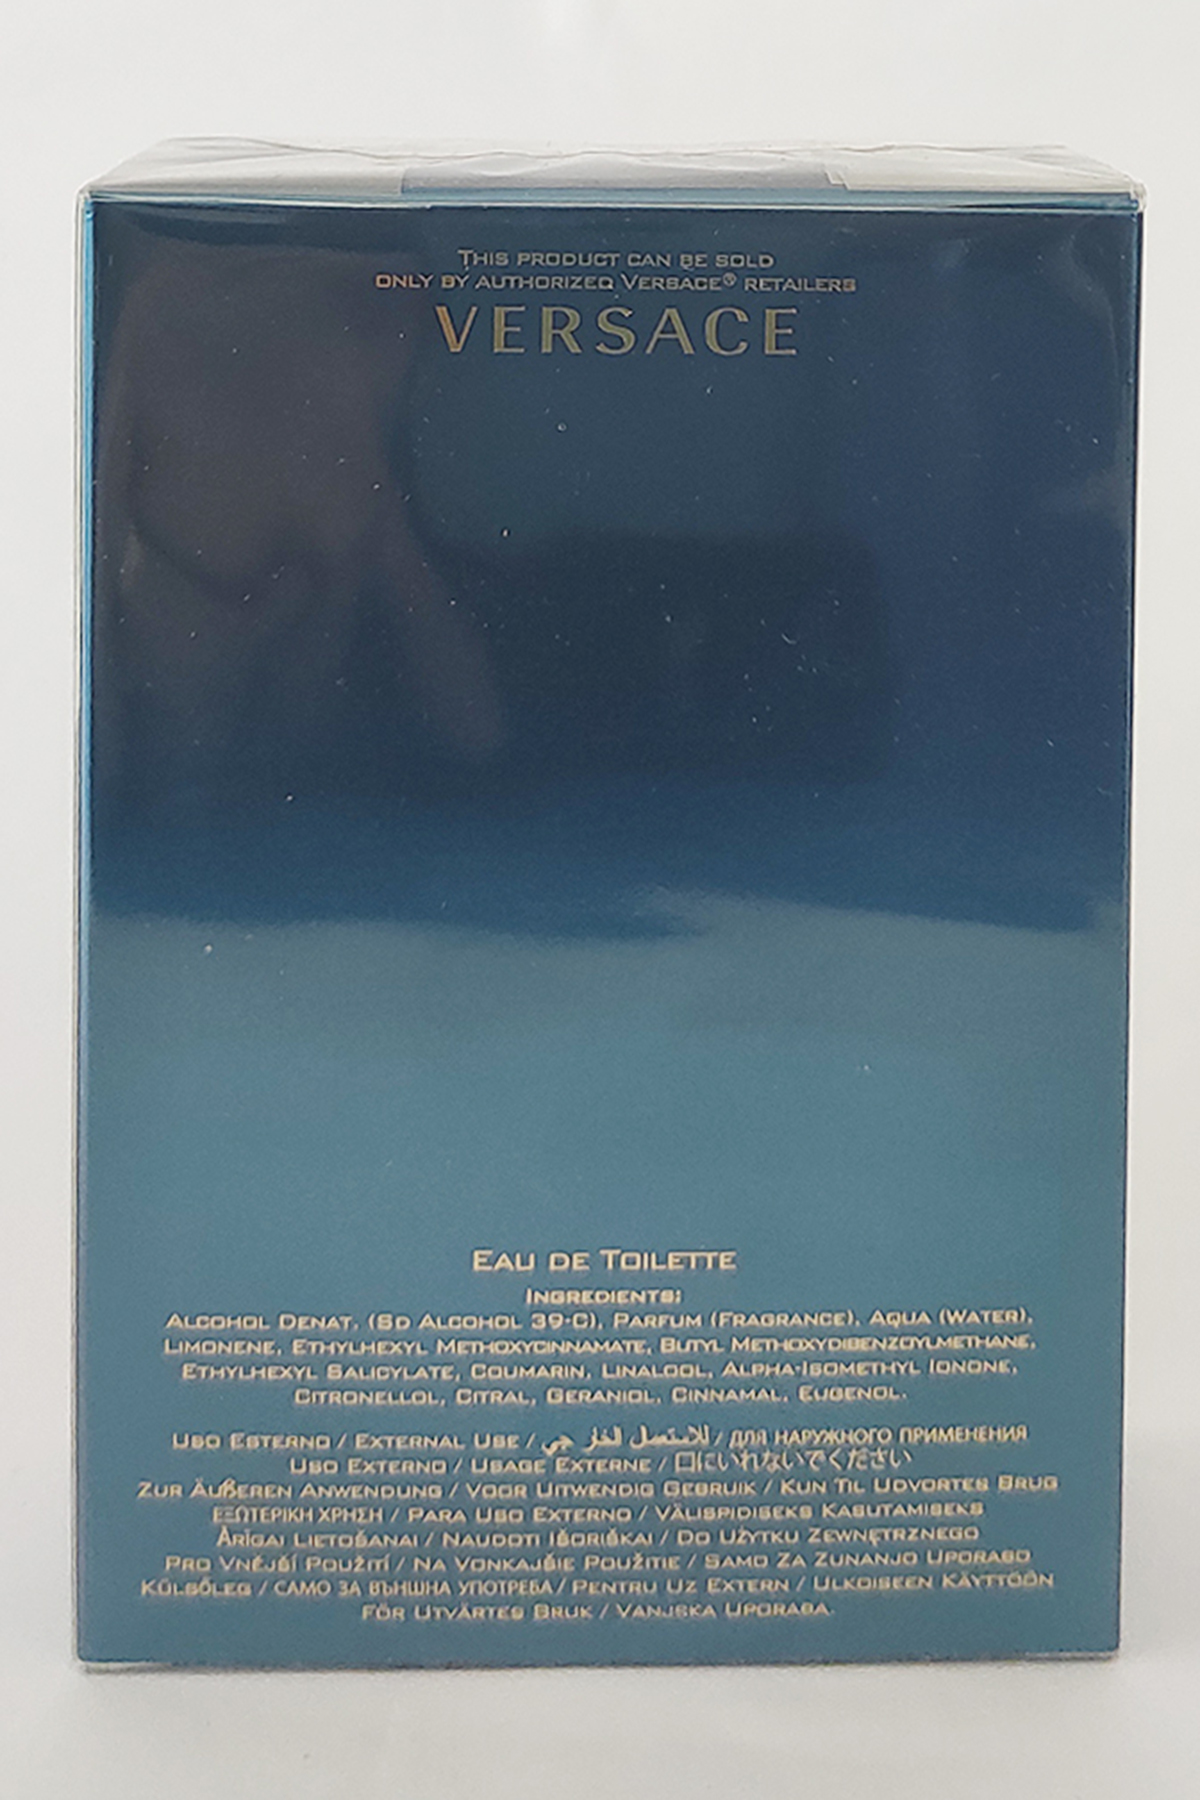 THIS PRODUCT CAN BE SOLD
ONLY BY AUTHORIZED VERSACE® RETAILERS
VERSACE
EAU DE TOILETTE
INGREDIENTS:
ALCOHOL DENAT. (SD ALCOHOL 39-C), PARFUM (FRAGRANCE), AQUA (WATER),
LIMONENE, ETHYLHEXYL METHOXYCINNAMATE, BUTYL METHOXYDIBENZOYLMETHANE,
ETHYLHEXYL SALICYLATE, COUMARIN, LINALOOL, ALPHA-ISOMETHYL IONONE,
CITRONELLOL, CITRAL, GERANIOL, CINNAMAL, EUGENOL.
USO ESTERNO / EXTERNAL USE / للاستعمال الخارجي / ДЛЯ НАРУЖНОГО ПРИМЕНЕНИЯ
USO EXTERNO / USAGE EXTERNE / 口にいれないでください
ZUR ÄUßEREN ANWENDUNG / VOOR UITWENDIG GEBRUIK / KUN TIL UDVORTES BRUG
ΕΞΩΤΕΡΙΚΗ ΧΡΗΣΗ / PARA USO EXTERNO / VÄLISPIDISEKS KASUTAMISEKS
ĀRĪGAI LIETOŠANAI / NAUDOTI IŠORIŠKAI / DO UŻYTKU ZEWNĘTRZNEGO
PRO VNĚJŠÍ POUŽITÍ / NA VONKAJŠIE POUŽITIE / SAMO ZA ZUNANJO UPORABO
KÜLSŐLEG / САМО ЗА ВЪНШНА УПОТРЕБА / PENTRU UZ EXTERN / ULKOISEEN KÄYTTÖÖN
FÖR UTVÄRTES BRUK / VANJSKA UPORABA